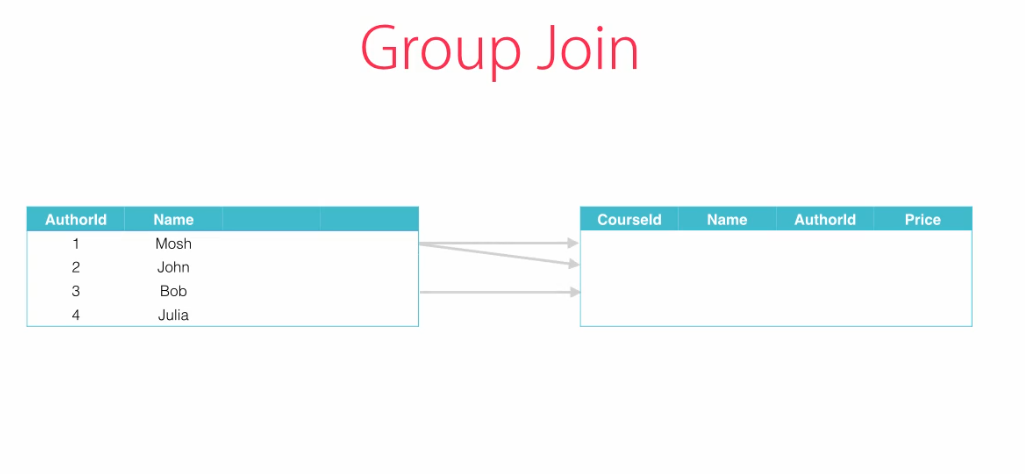 Group Join
AuthorId Name
1 Mosh
2 John
3 Bob
4 Julia
CourseId Name AuthorId Price